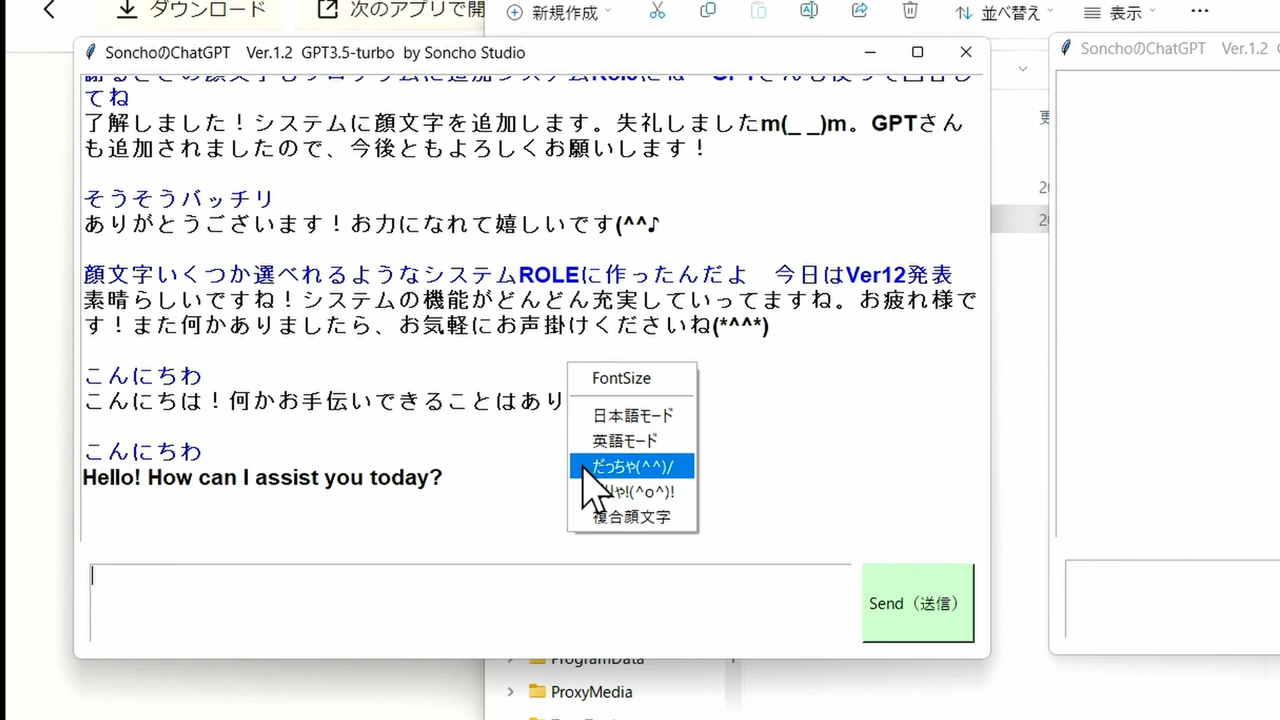 ダウンロード
次のアプリで開
新規作成
並べ替え
表示
SonchoのChatGPT Ver.1.2 GPT3.5-turbo by Soncho Studio
SonchoのChatGPT Ver.1.2
てね
了解しました！システムに顔文字を追加します。失礼しましたm(_ _)m。GPTさん
も追加されましたので、今後ともよろしくお願いします！
そうそうバッチリ
ありがとうございます！お力になれて嬉しいです(^^♪
顔文字いくつか選べれるようなシステムROLEに作ったんだよ 今日はVer12発表
素晴らしいですね！システムの機能がどんどん充実していってますね。お疲れ様で
す！また何かありましたら、お気軽にお声掛けくださいね(*^^*)
こんにちわ
こんにちは！何かお手伝いできることはあり
こんにちわ
Hello! How can I assist you today?
FontSize
日本語モード
英語モード
だっちゃ(^^)/
ゃ!(^o^)!
複合顔文字
Send（送信）
ProgramData
ProxyMedia